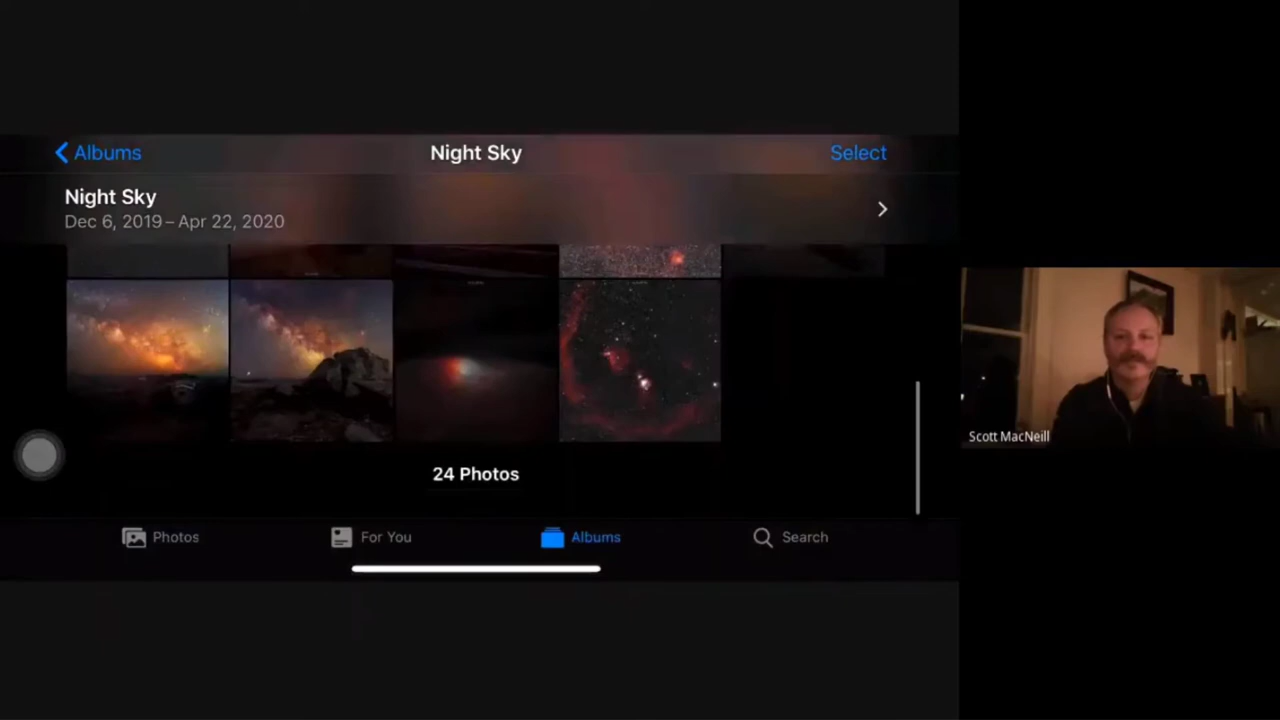 Albums
Night Sky
Select
Night Sky
Dec 6, 2019 – Apr 22, 2020
24 Photos
Photos
For You
Albums
Search
Scott MacNeill